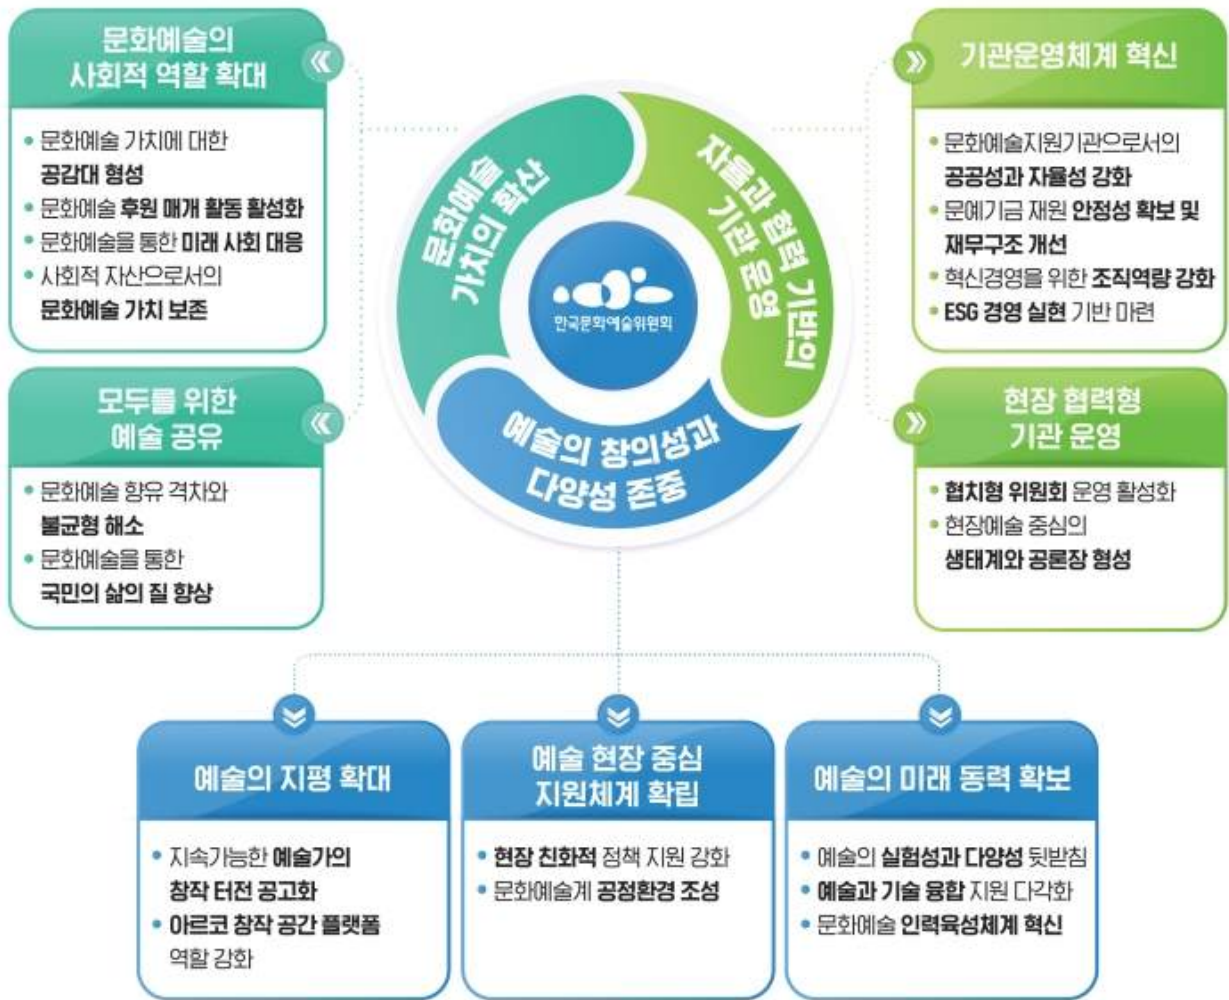 문화예술의
사회적 역할 확대
문화예술 가치에 대한
공감대 형성
문화예술 후원 매개 활동 활성화
문화예술을 통한 미래 사회 대응
사회적 자산으로서의
문화예술 가치 보존
모두를 위한
예술 공유
문화예술 향유 격차와
불균형 해소
문화예술을 통한
국민의 삶의 질 향상
문화예술
가치의 확산
자율과 협력 기반의
기관 운영
한국문화예술위원회
예술의 창의성과
다양성 존중
기관운영체계 혁신
문화예술지원기관으로서의
공공성과 자율성 강화
문예기금 재원 안정성 확보 및
재무구조 개선
혁신경영을 위한 조직역량 강화
ESG 경영 실현 기반 마련
현장 협력형
기관 운영
협치형 위원회 운영 활성화
현장예술 중심의
생태계와 공론장 형성
예술의 지평 확대
지속가능한 예술가의
창작 터전 공고화
아르코 창작 공간 플랫폼
역할 강화
예술 현장 중심
지원체계 확립
현장 친화적 정책 지원 강화
문화예술계 공정환경 조성
예술의 미래 동력 확보
예술의 실험성과 다양성 뒷받침
예술과 기술 융합 지원 다각화
문화예술 인력육성체계 혁신